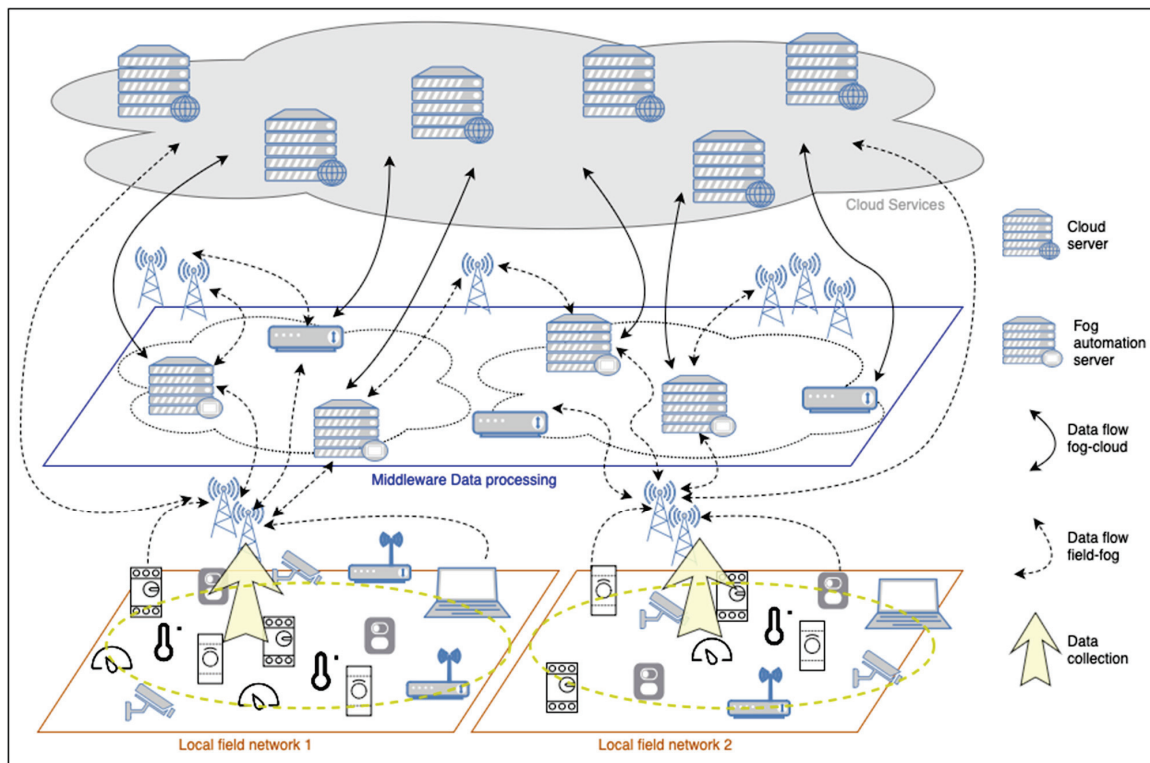 Cloud Services
Cloud
server
Fog
automation
server
Middleware Data processing
Data flow
fog-cloud
Data flow
field-fog
Data
collection
Local field network 1
Local field network 2